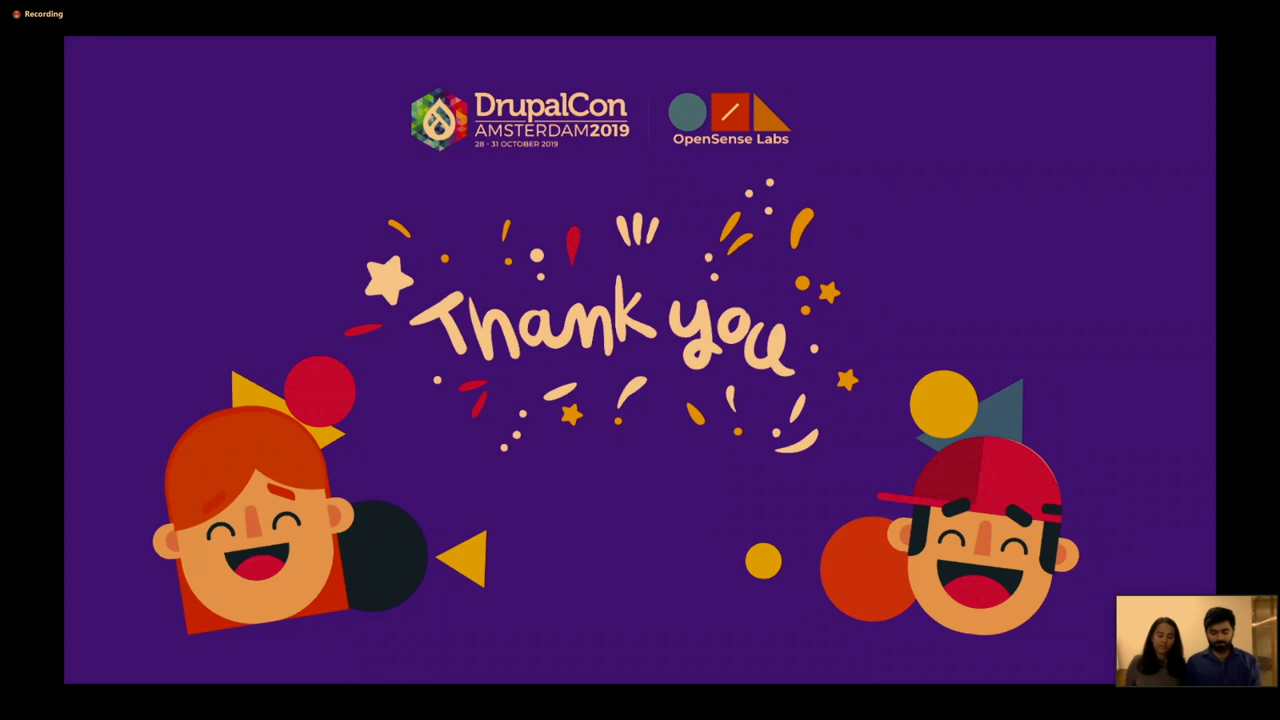 Recording
DrupalCon
AMSTERDAM2019
28 - 31 OCTOBER 2019
OpenSense Labs
Thank you